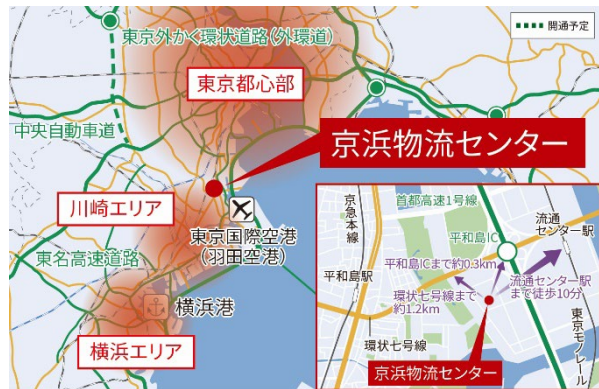 東京外かく環状道路(外環道)
開通予定
東京都心部
中央自動車道
京浜物流センター
川崎エリア
東京国際空港
(羽田空港)
東名高速道路
横浜港
横浜エリア
京急本線
首都高速1号線
流通
センター駅
平和島IC
平和島駅
平和島ICまで約0.3km
流通センター駅
まで徒歩10分
環状七号線まで
約1.2km
環状七号線
東京モノレール
京浜物流センター